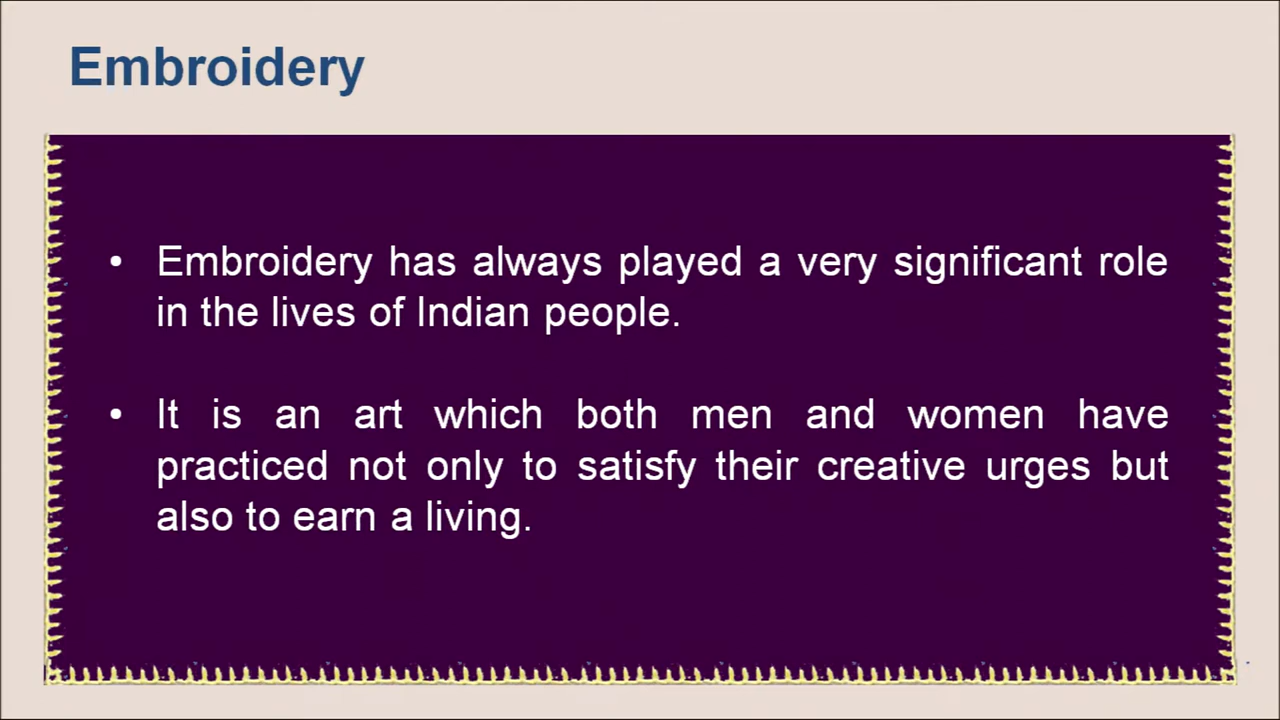 Embroidery
• Embroidery has always played a very significant role
in the lives of Indian people.
• It is an art which both men and women have
practiced not only to satisfy their creative urges but
also to earn a living.